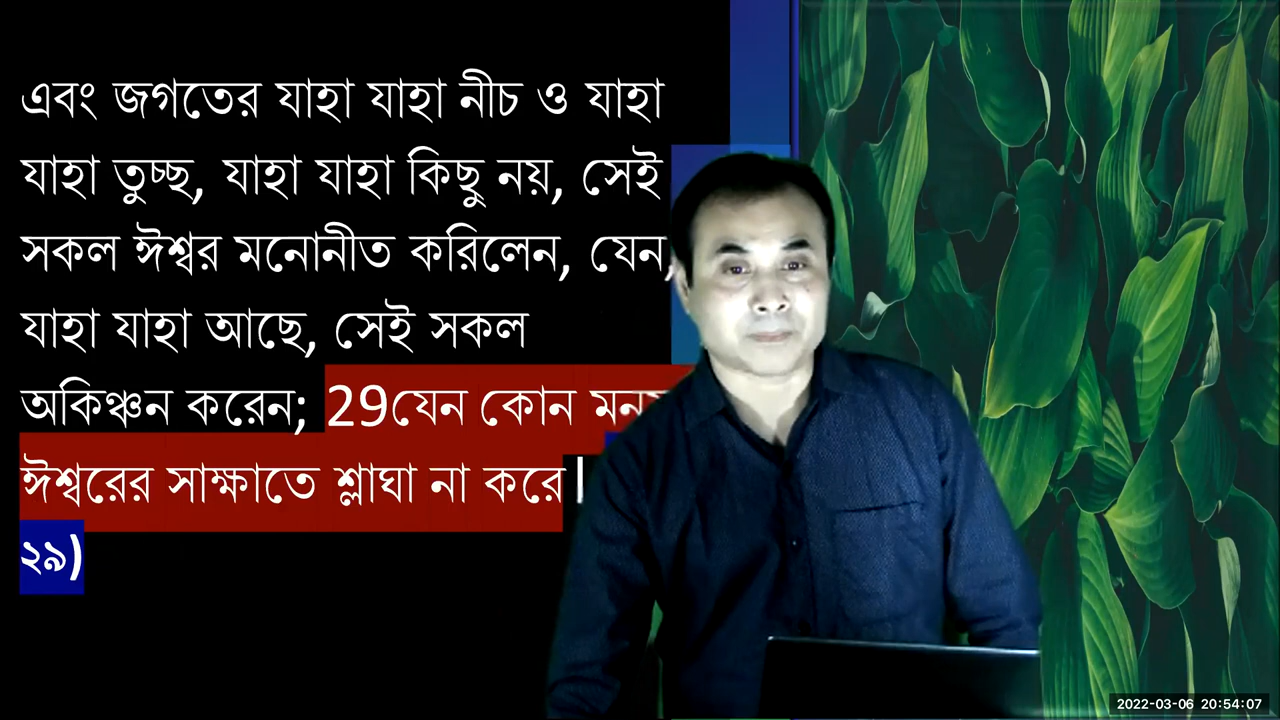 এবং জগতের যাহা যাহা নীচ ও যাহা
যাহা তুচ্ছ, যাহা যাহা কিছু নয়, সেই
সকল ঈশ্বর মনোনীত করিলেন, যেন,
যাহা যাহা আছে, সেই সকল
অকিঞ্চন করেন; 29যেন কোন
ঈশ্বরের সাক্ষাতে শ্লাঘা না করে।
২৯)
2022-03-06 20:54:07